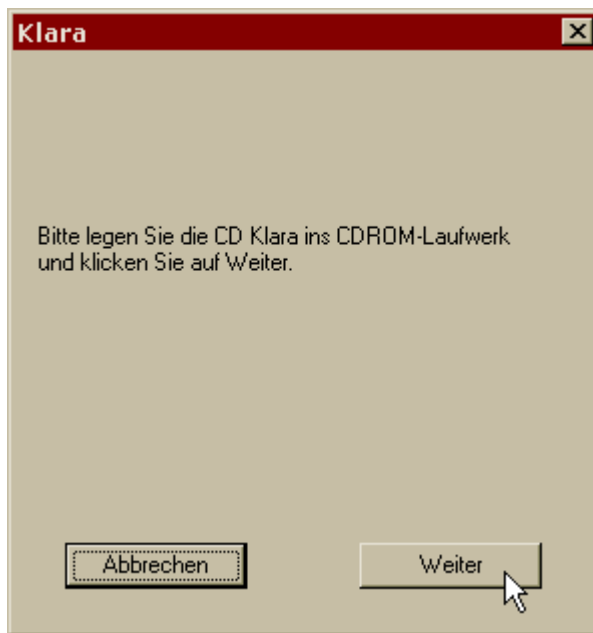 Klara
Bitte legen Sie die CD Klara ins CDROM-Laufwerk
und klicken Sie auf Weiter.
Abbrechen
Weiter